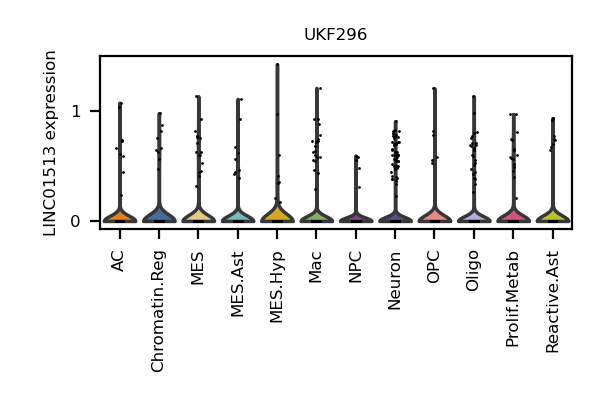 UKF296
LINC01513 expression
1
0
AC
Chromatin.Reg
MES
MES.Ast
MES.Hyp
Mac
NPC
Neuron
OPC
Oligo
Prolif.Metab
Reactive.Ast